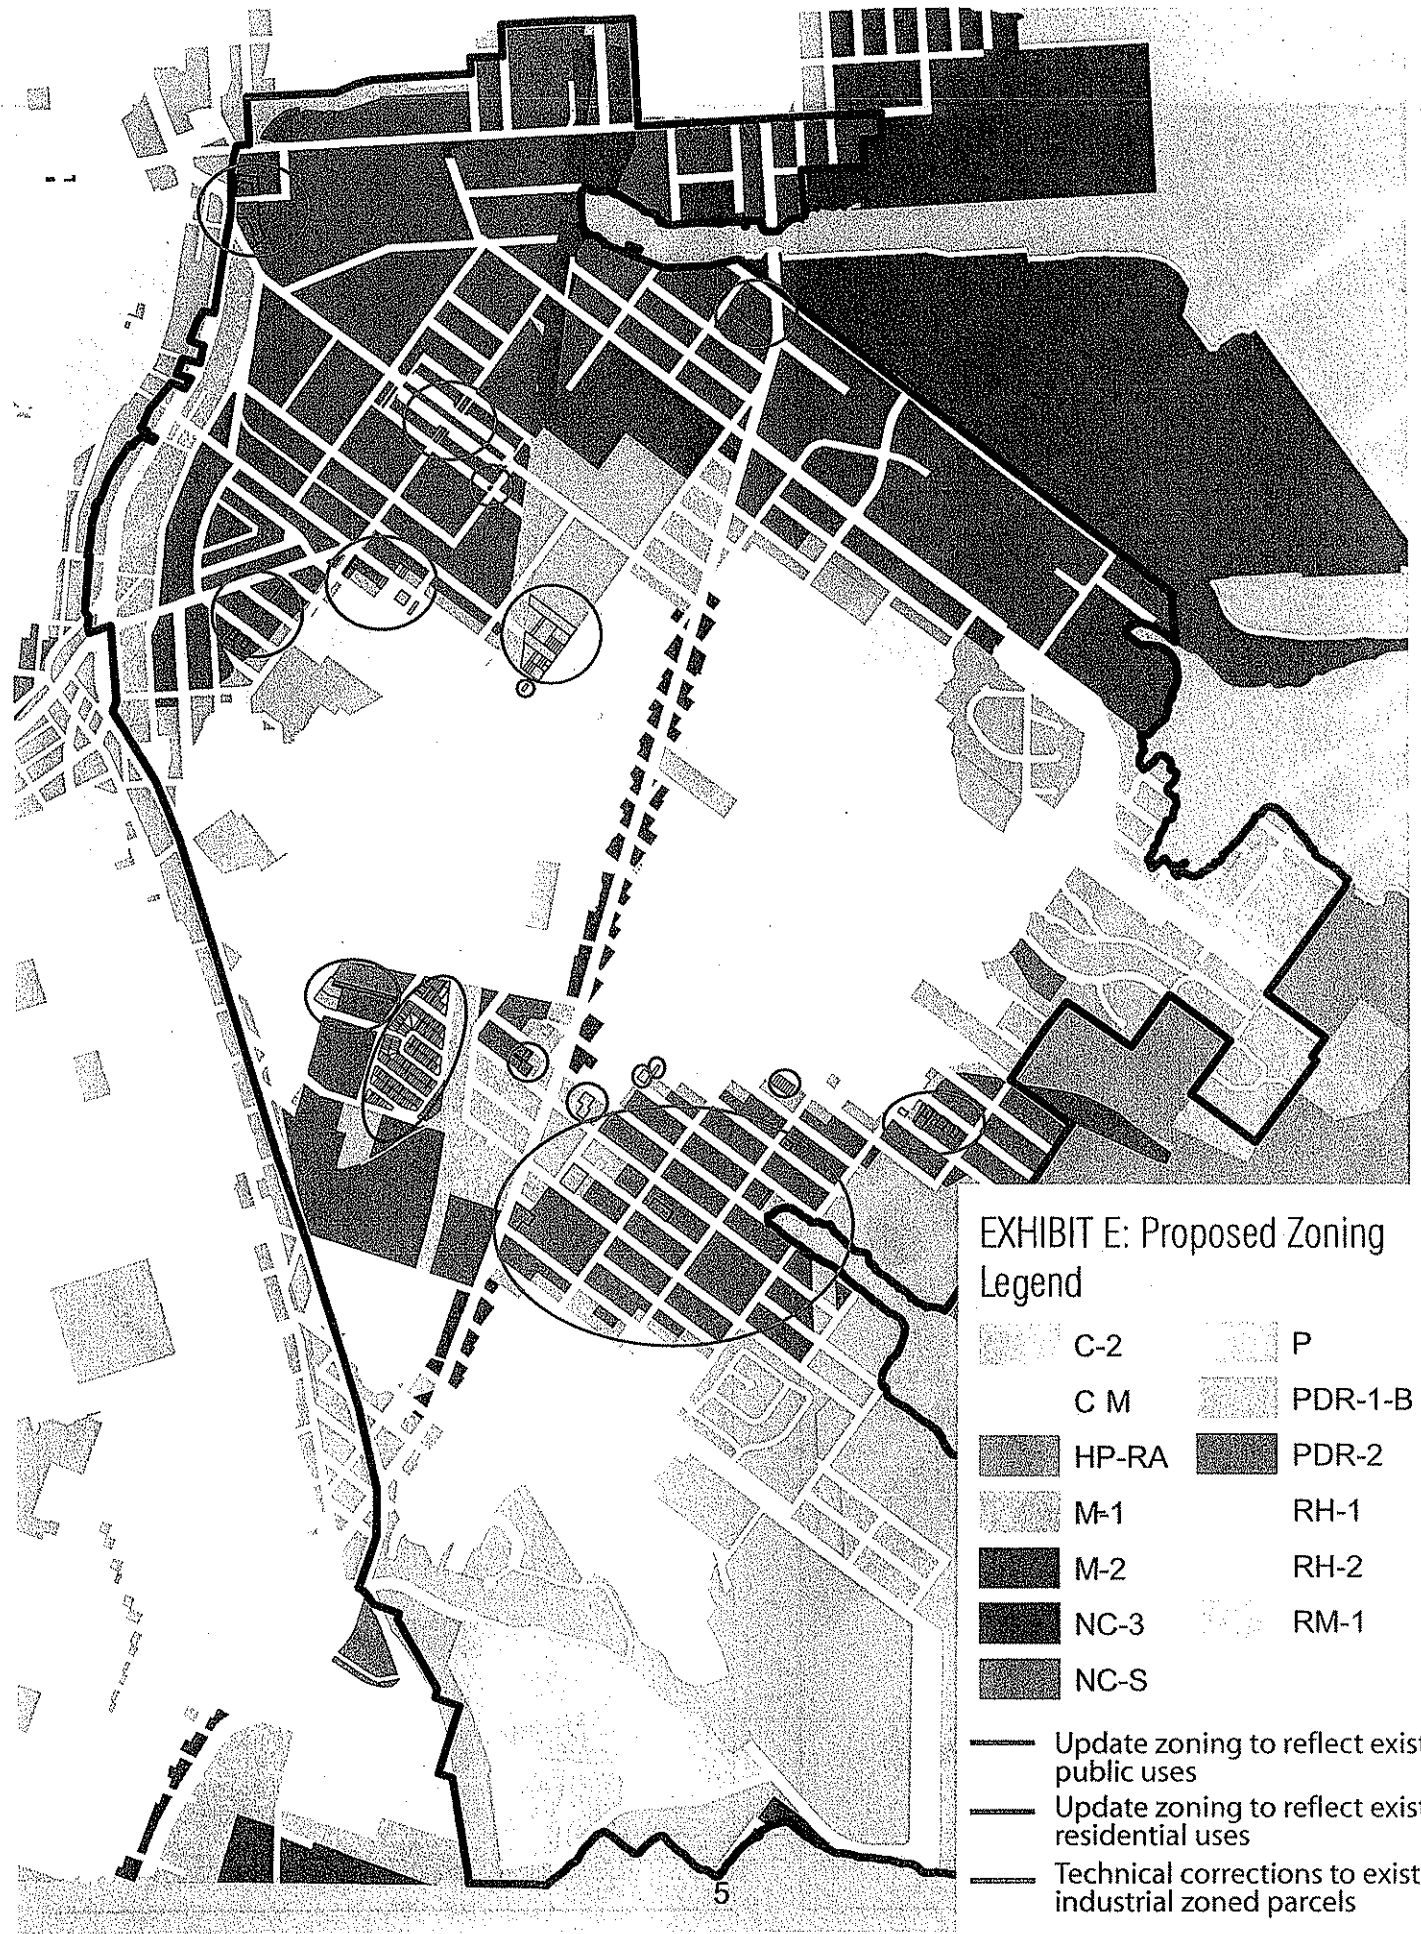 EXHIBIT E: Proposed Zoning
Legend
C-2
C M
HP-RA
M-1
M-2
NC-3
NC-S
P
PDR-1-B
PDR-2
RH-1
RH-2
RM-1
Update zoning to reflect exist
public uses
Update zoning to reflect exist
residential uses
Technical corrections to exist
industrial zoned parcels
5